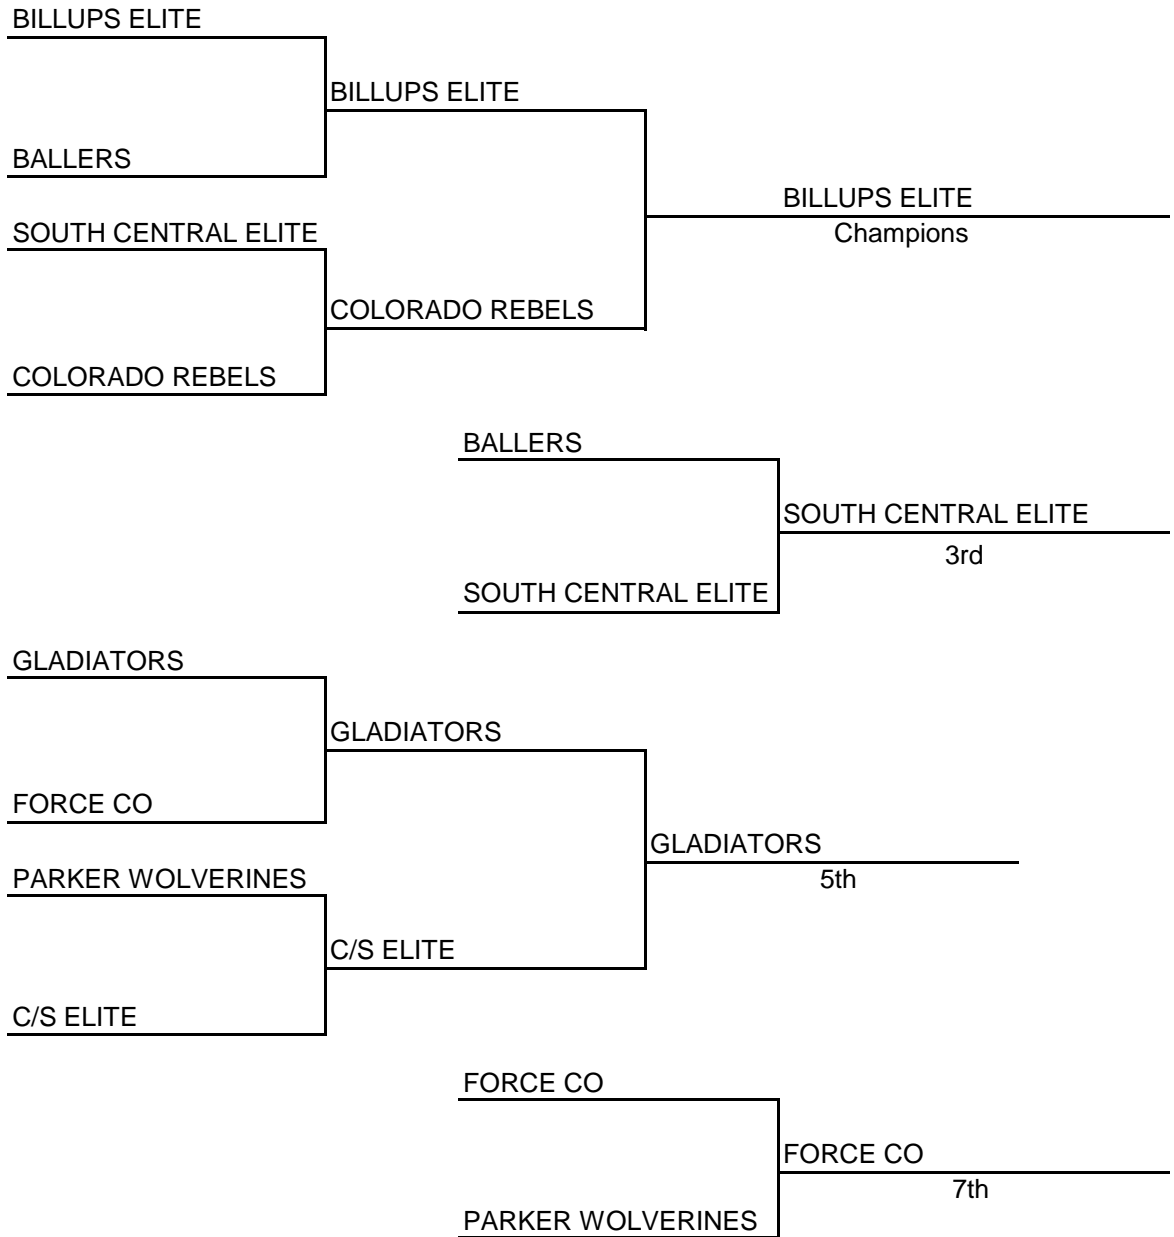 BILLUPS ELITE
BILLUPS ELITE
BALLERS
BILLUPS ELITE
SOUTH CENTRAL ELITE
Champions
COLORADO REBELS
COLORADO REBELS
BALLERS
SOUTH CENTRAL ELITE
3rd
SOUTH CENTRAL ELITE
GLADIATORS
GLADIATORS
FORCE CO
GLADIATORS
PARKER WOLVERINES
5th
C/S ELITE
C/S ELITE
FORCE CO
FORCE CO
7th
PARKER WOLVERINES